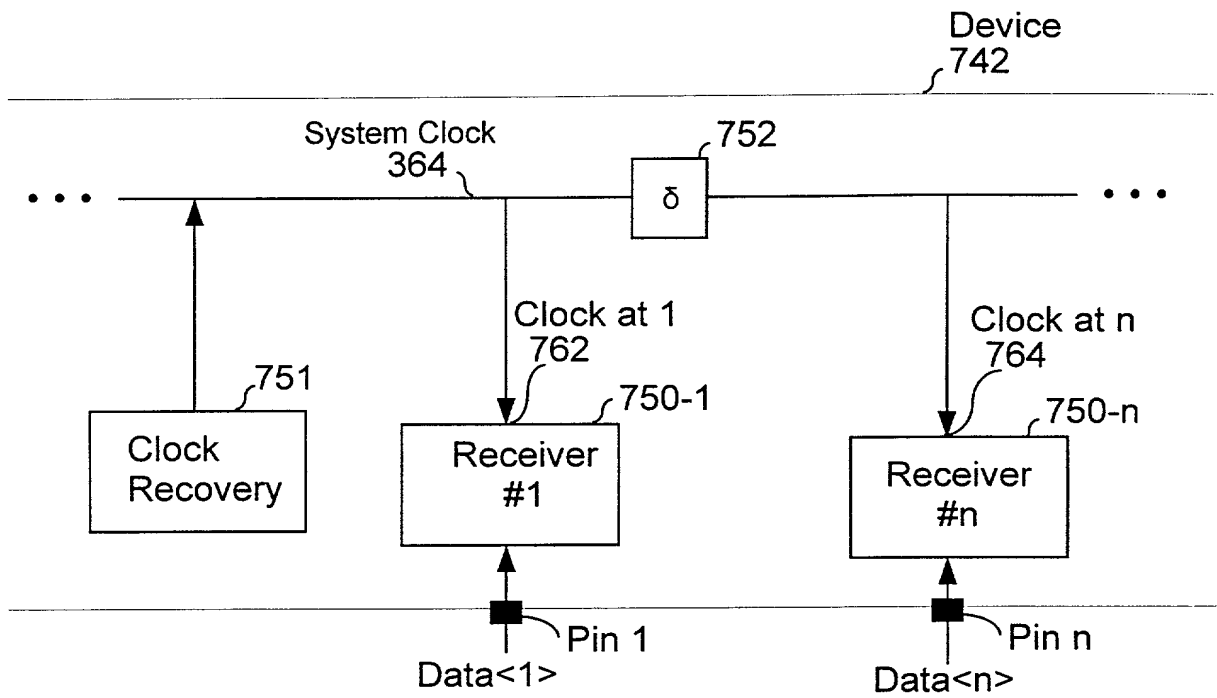 Device
742
System Clock
364
752
δ
Clock at 1
762
Clock at n
764
751
750-1
750-n
Clock
Recovery
Receiver
#1
Receiver
#n
Pin 1
Pin n
Data<1>
Data<n>